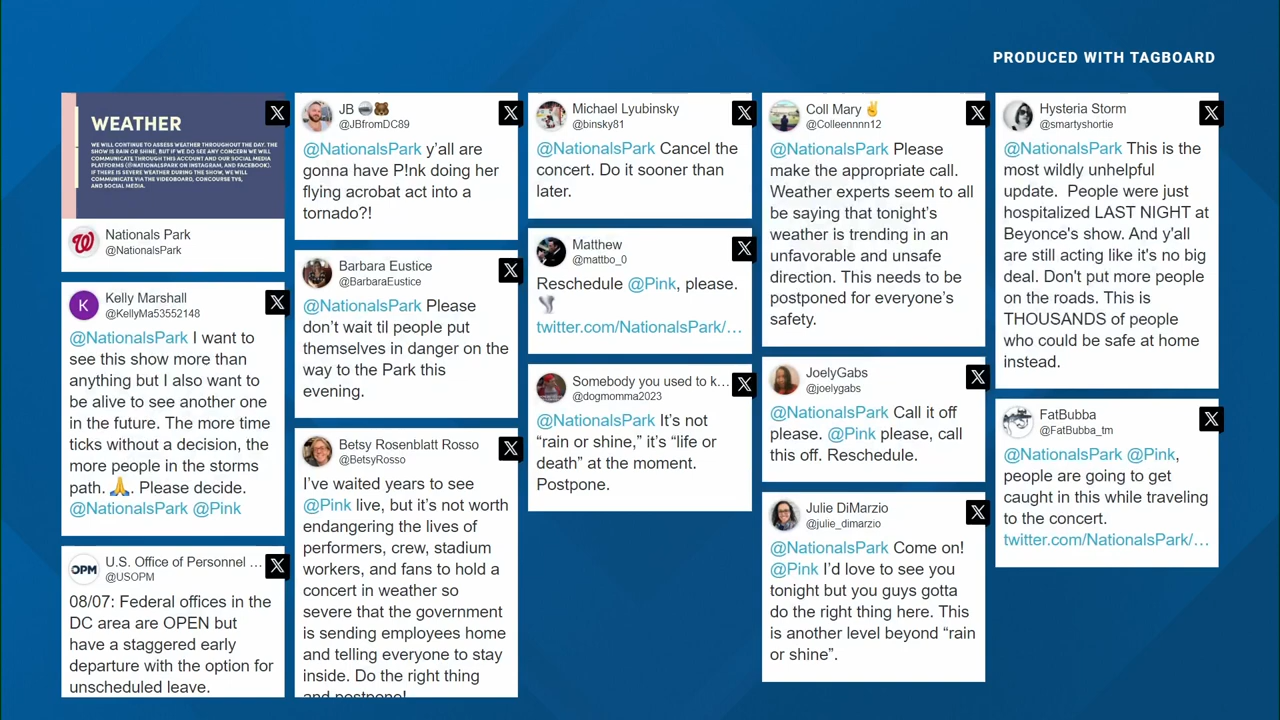 PRODUCED WITH TAGBOARD
WEATHER
WE WILL CONTINUE TO ASSESS WEATHER THROUGHOUT THE DAY. THE
SHOW IS RAIN OR SHINE, BUT IF WE DO SEE ANY CONCERN WE WILL
COMMUNICATE THROUGH THIS ACCOUNT AND OUR SOCIAL MEDIA
PLATFORMS (@NATIONALSPARK ON INSTAGRAM, AND FACEBOOK).
IF THERE IS SEVERE WEATHER DURING THE SHOW, WE WILL
COMMUNICATE VIA THE VIDEOBOARD, CONCOURSE TVS,
AND SOCIAL MEDIA.
Nationals Park
@NationalsPark
K
Kelly Marshall
@KellyMa53552148
@NationalsPark I want to
see this show more than
anything but I also want to
be alive to see another one
in the future. The more time
ticks without a decision, the
more people in the storms
path. 🙏. Please decide.
@NationalsPark @Pink
OPM
U.S. Office of Personnel ...
@USOPM
08/07: Federal offices in the
DC area are OPEN but
have a staggered early
departure with the option for
unscheduled leave.
JB
@JBfromDC89
@NationalsPark y'all are
gonna have P!nk doing her
flying acrobat act into a
tornado?!
Barbara Eustice
@BarbaraEustice
@NationalsPark Please
don't wait til people put
themselves in danger on the
way to the Park this
evening.
Betsy Rosenblatt Rosso
@BetsyRosso
I've waited years to see
@Pink live, but it's not worth
endangering the lives of
performers, crew, stadium
workers, and fans to hold a
concert in weather so
severe that the government
is sending employees home
and telling everyone to stay
inside. Do the right thing
and postpone!
Michael Lyubinsky
@binsky81
@NationalsPark Cancel the
concert. Do it sooner than
later.
Matthew
@mattbo_0
Reschedule @Pink, please.
🌪️
twitter.com/NationalsPark/...
Somebody you used to k...
@dogmomma2023
@NationalsPark It's not
“rain or shine,” it's “life or
death” at the moment.
Postpone.
Coll Mary ✌️
@Colleennnn12
@NationalsPark Please
make the appropriate call.
Weather experts seem to all
be saying that tonight's
weather is trending in an
unfavorable and unsafe
direction. This needs to be
postponed for everyone's
safety.
JoelyGabs
@joelygabs
@NationalsPark Call it off
please. @Pink please, call
this off. Reschedule.
Julie DiMarzio
@julie_dimarzio
@NationalsPark Come on!
@Pink I'd love to see you
tonight but you guys gotta
do the right thing here. This
is another level beyond “rain
or shine”.
Hysteria Storm
@smartyshortie
@NationalsPark This is the
most wildly unhelpful
update.  People were just
hospitalized LAST NIGHT at
Beyonce's show. And y'all
are still acting like it's no big
deal. Don't put more people
on the roads. This is
THOUSANDS of people
who could be safe at home
instead.
FatBubba
@FatBubba_tm
@NationalsPark @Pink,
people are going to get
caught in this while traveling
to the concert.
twitter.com/NationalsPark/...